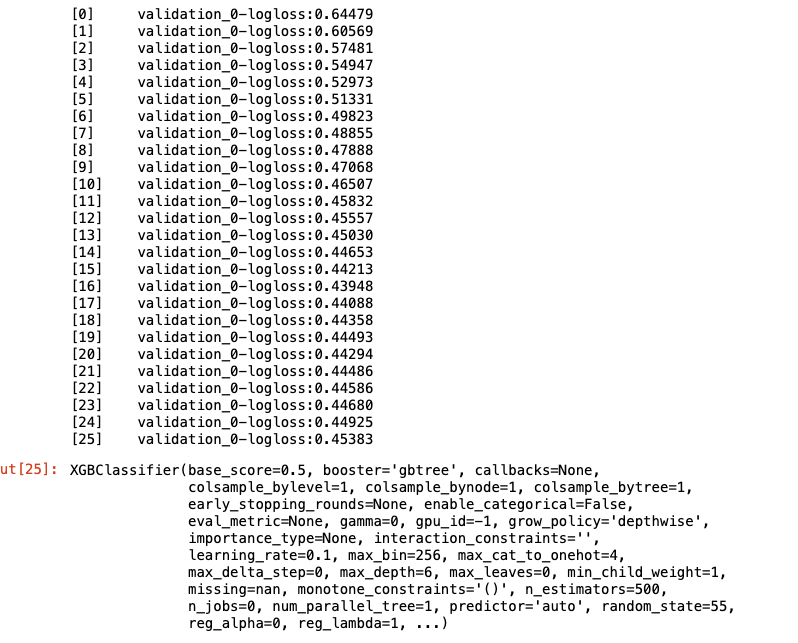 [0] validation_0-logloss:0.64479
[1] validation_0-logloss:0.60569
[2] validation_0-logloss:0.57481
[3] validation_0-logloss:0.54947
[4] validation_0-logloss:0.52973
[5] validation_0-logloss:0.51331
[6] validation_0-logloss:0.49823
[7] validation_0-logloss:0.48855
[8] validation_0-logloss:0.47888
[9] validation_0-logloss:0.47068
[10] validation_0-logloss:0.46507
[11] validation_0-logloss:0.45832
[12] validation_0-logloss:0.45557
[13] validation_0-logloss:0.45030
[14] validation_0-logloss:0.44653
[15] validation_0-logloss:0.44213
[16] validation_0-logloss:0.43948
[17] validation_0-logloss:0.44088
[18] validation_0-logloss:0.44358
[19] validation_0-logloss:0.44493
[20] validation_0-logloss:0.44294
[21] validation_0-logloss:0.44486
[22] validation_0-logloss:0.44586
[23] validation_0-logloss:0.44680
[24] validation_0-logloss:0.44925
[25] validation_0-logloss:0.45383
ut[25]: XGBClassifier(base_score=0.5, booster='gbtree', callbacks=None,
colsample_bylevel=1, colsample_bynode=1, colsample_bytree=1,
early_stopping_rounds=None, enable_categorical=False,
eval_metric=None, gamma=0, gpu_id=-1, grow_policy='depthwise',
importance_type=None, interaction_constraints='',
learning_rate=0.1, max_bin=256, max_cat_to_onehot=4,
max_delta_step=0, max_depth=6, max_leaves=0, min_child_weight=1,
missing=nan, monotone_constraints='()', n_estimators=500,
n_jobs=0, num_parallel_tree=1, predictor='auto', random_state=55,
reg_alpha=0, reg_lambda=1, ...)